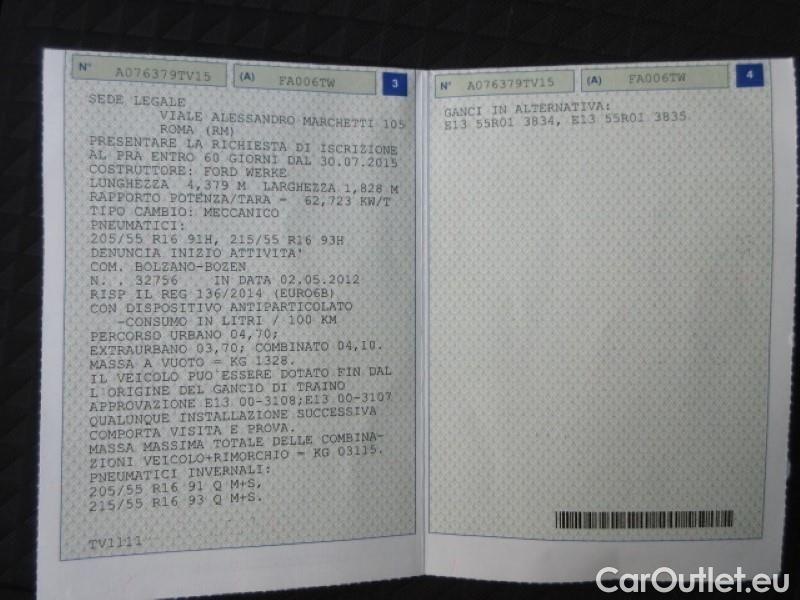 N° A076379TV15 (A) FA006TW 3
SEDE LEGALE
VIALE ALESSANDRO MARCHETTI 105
ROMA (RM)
PRESENTARE LA RICHIESTA DI ISCRIZIONE
AL PRA ENTRO 60 GIORNI DAL 30.07.2015
COSTRUTTORE: FORD WERKE
LUNGHEZZA 4,379 M LARGHEZZA 1,828 M
RAPPORTO POTENZA/TARA = 62,723 KW/T
TIPO CAMBIO: MECCANICO
PNEUMATICI:
205/55 R16 91H, 215/55 R16 93H
DENUNCIA INIZIO ATTIVITA'
COM. BOLZANO-BOZEN
N. . 32756 IN DATA 02.05.2012
RISP IL REG 136/2014 (EURO6B)
CON DISPOSITIVO ANTIPARTICOLATO
-CONSUMO IN LITRI / 100 KM
PERCORSO URBANO 04,70;
EXTRAURBANO 03,70; COMBINATO 04,10.
MASSA A VUOTO = KG 1328.
IL VEICOLO PUO'ESSERE DOTATO FIN DAL
L'ORIGINE DEL GANCIO DI TRAINO
APPROVAZIONE E13 00-3108;E13 00-3107
QUALUNQUE INSTALLAZIONE SUCCESSIVA
COMPORTA VISITA E PROVA.
MASSA MASSIMA TOTALE DELLE COMBINA-
ZIONI VEICOLO+RIMORCHIO = KG 03115.
PNEUMATICI INVERNALI:
205/55 R16 91 Q M+S,
215/55 R16 93 Q M+S.
TV1111
N° A076379TV15 (A) FA006TW 4
GANCI IN ALTERNATIVA:
E13 55R01 3834, E13 55R01 3835
CarOutlet.eu